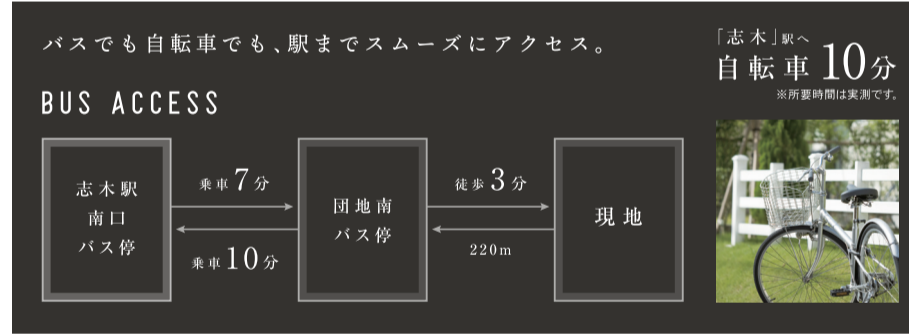 バスでも自転車でも、駅までスムーズにアクセス。
BUS ACCESS
志木駅
南口
バス停
乗車7分
乗車10分
団地南
バス停
徒歩3分
220m
現地
「志木」駅へ
自転車10分
※所要時間は実測です。